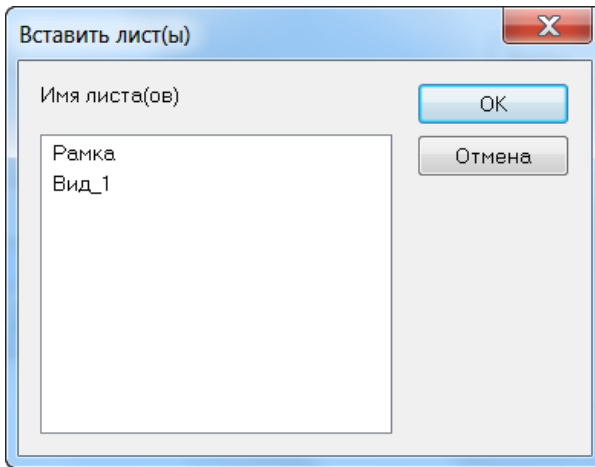 Вставить лист(ы)
Имя листа(ов)
OK
Отмена
Рамка
Вид_1